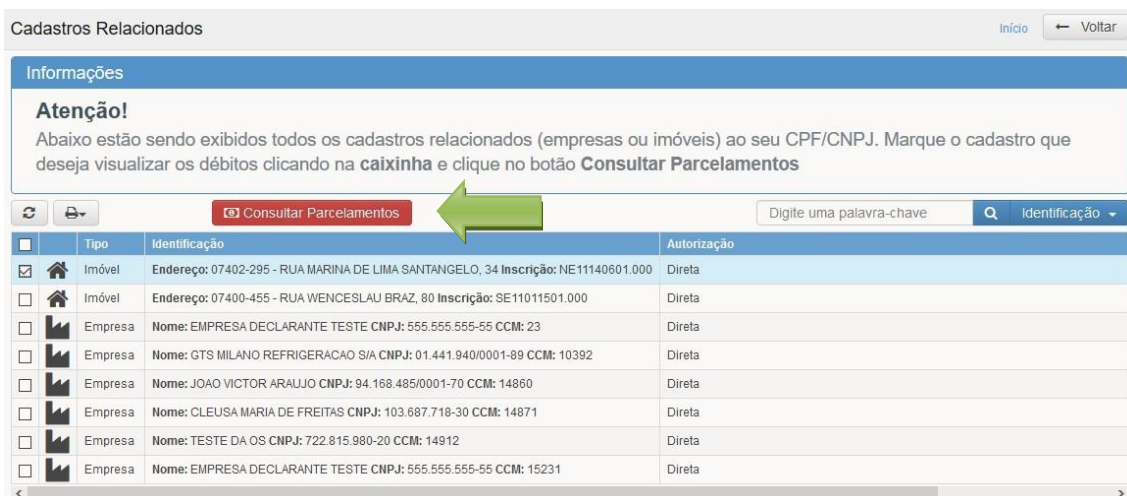 Cadastros Relacionados
Início
Voltar
Informações
Atenção!
Abaixo estão sendo exibidos todos os cadastros relacionados (empresas ou imóveis) ao seu CPF/CNPJ. Marque o cadastro que
deseja visualizar os débitos clicando na caixinha e clique no botão Consultar Parcelamentos
Consultar Parcelamentos
Digite uma palavra-chave
Identificação
Tipo Identificação Autorização
Imóvel Endereço: 07402-295 - RUA MARINA DE LIMA SANTANGELO, 34 Inscrição: NE11140601.000 Direta
Imóvel Endereço: 07400-455 - RUA WENCESLAU BRAZ, 80 Inscrição: SE11011501.000 Direta
Empresa Nome: EMPRESA DECLARANTE TESTE CNPJ: 555.555.555-55 CCM: 23 Direta
Empresa Nome: GTS MILANO REFRIGERACAO S/A CNPJ: 01.441.940/0001-89 CCM: 10392 Direta
Empresa Nome: JOAO VICTOR ARAUJO CNPJ: 94.168.485/0001-70 CCM: 14860 Direta
Empresa Nome: CLEUSA MARIA DE FREITAS CNPJ: 103.687.718-30 CCM: 14871 Direta
Empresa Nome: TESTE DA OS CNPJ: 722.815.980-20 CCM: 14912 Direta
Empresa Nome: EMPRESA DECLARANTE TESTE CNPJ: 555.555.555-55 CCM: 15231 Direta